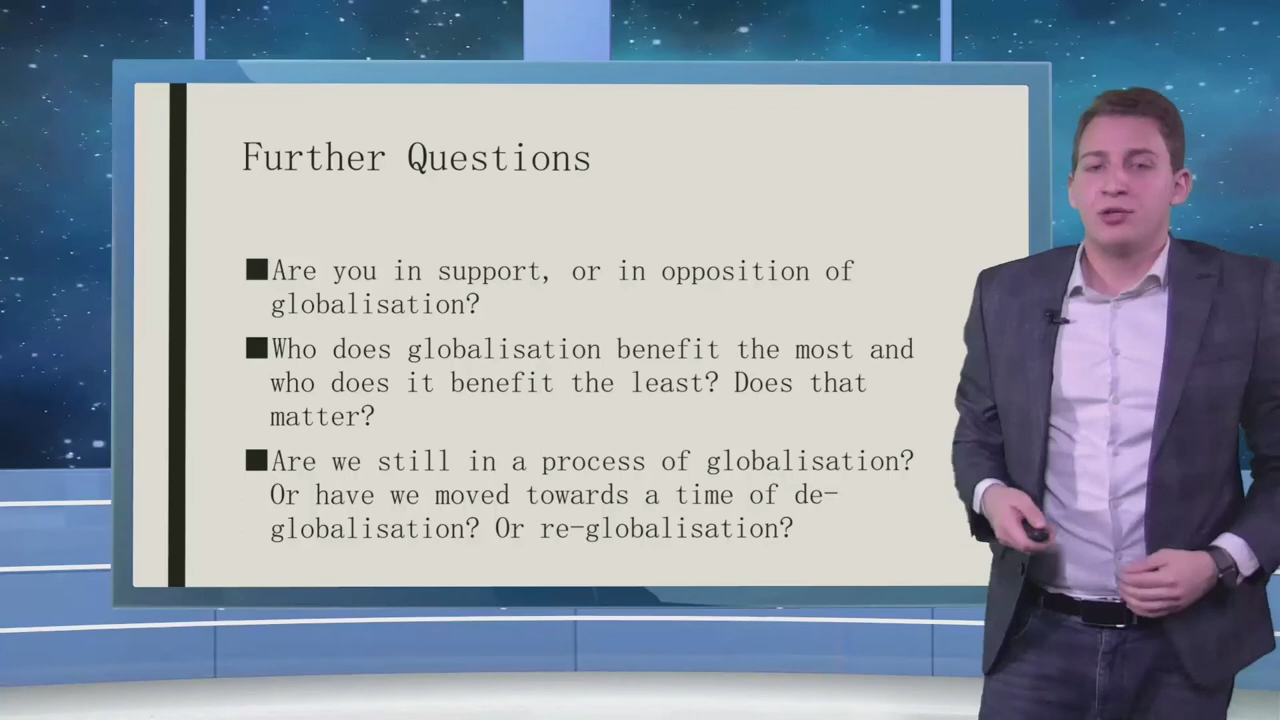 Further Questions
■Are you in support, or in opposition of
globalisation?
■Who does globalisation benefit the most and
who does it benefit the least? Does that
matter?
■Are we still in a process of globalisation?
Or have we moved towards a time of de-
globalisation? Or re-globalisation?